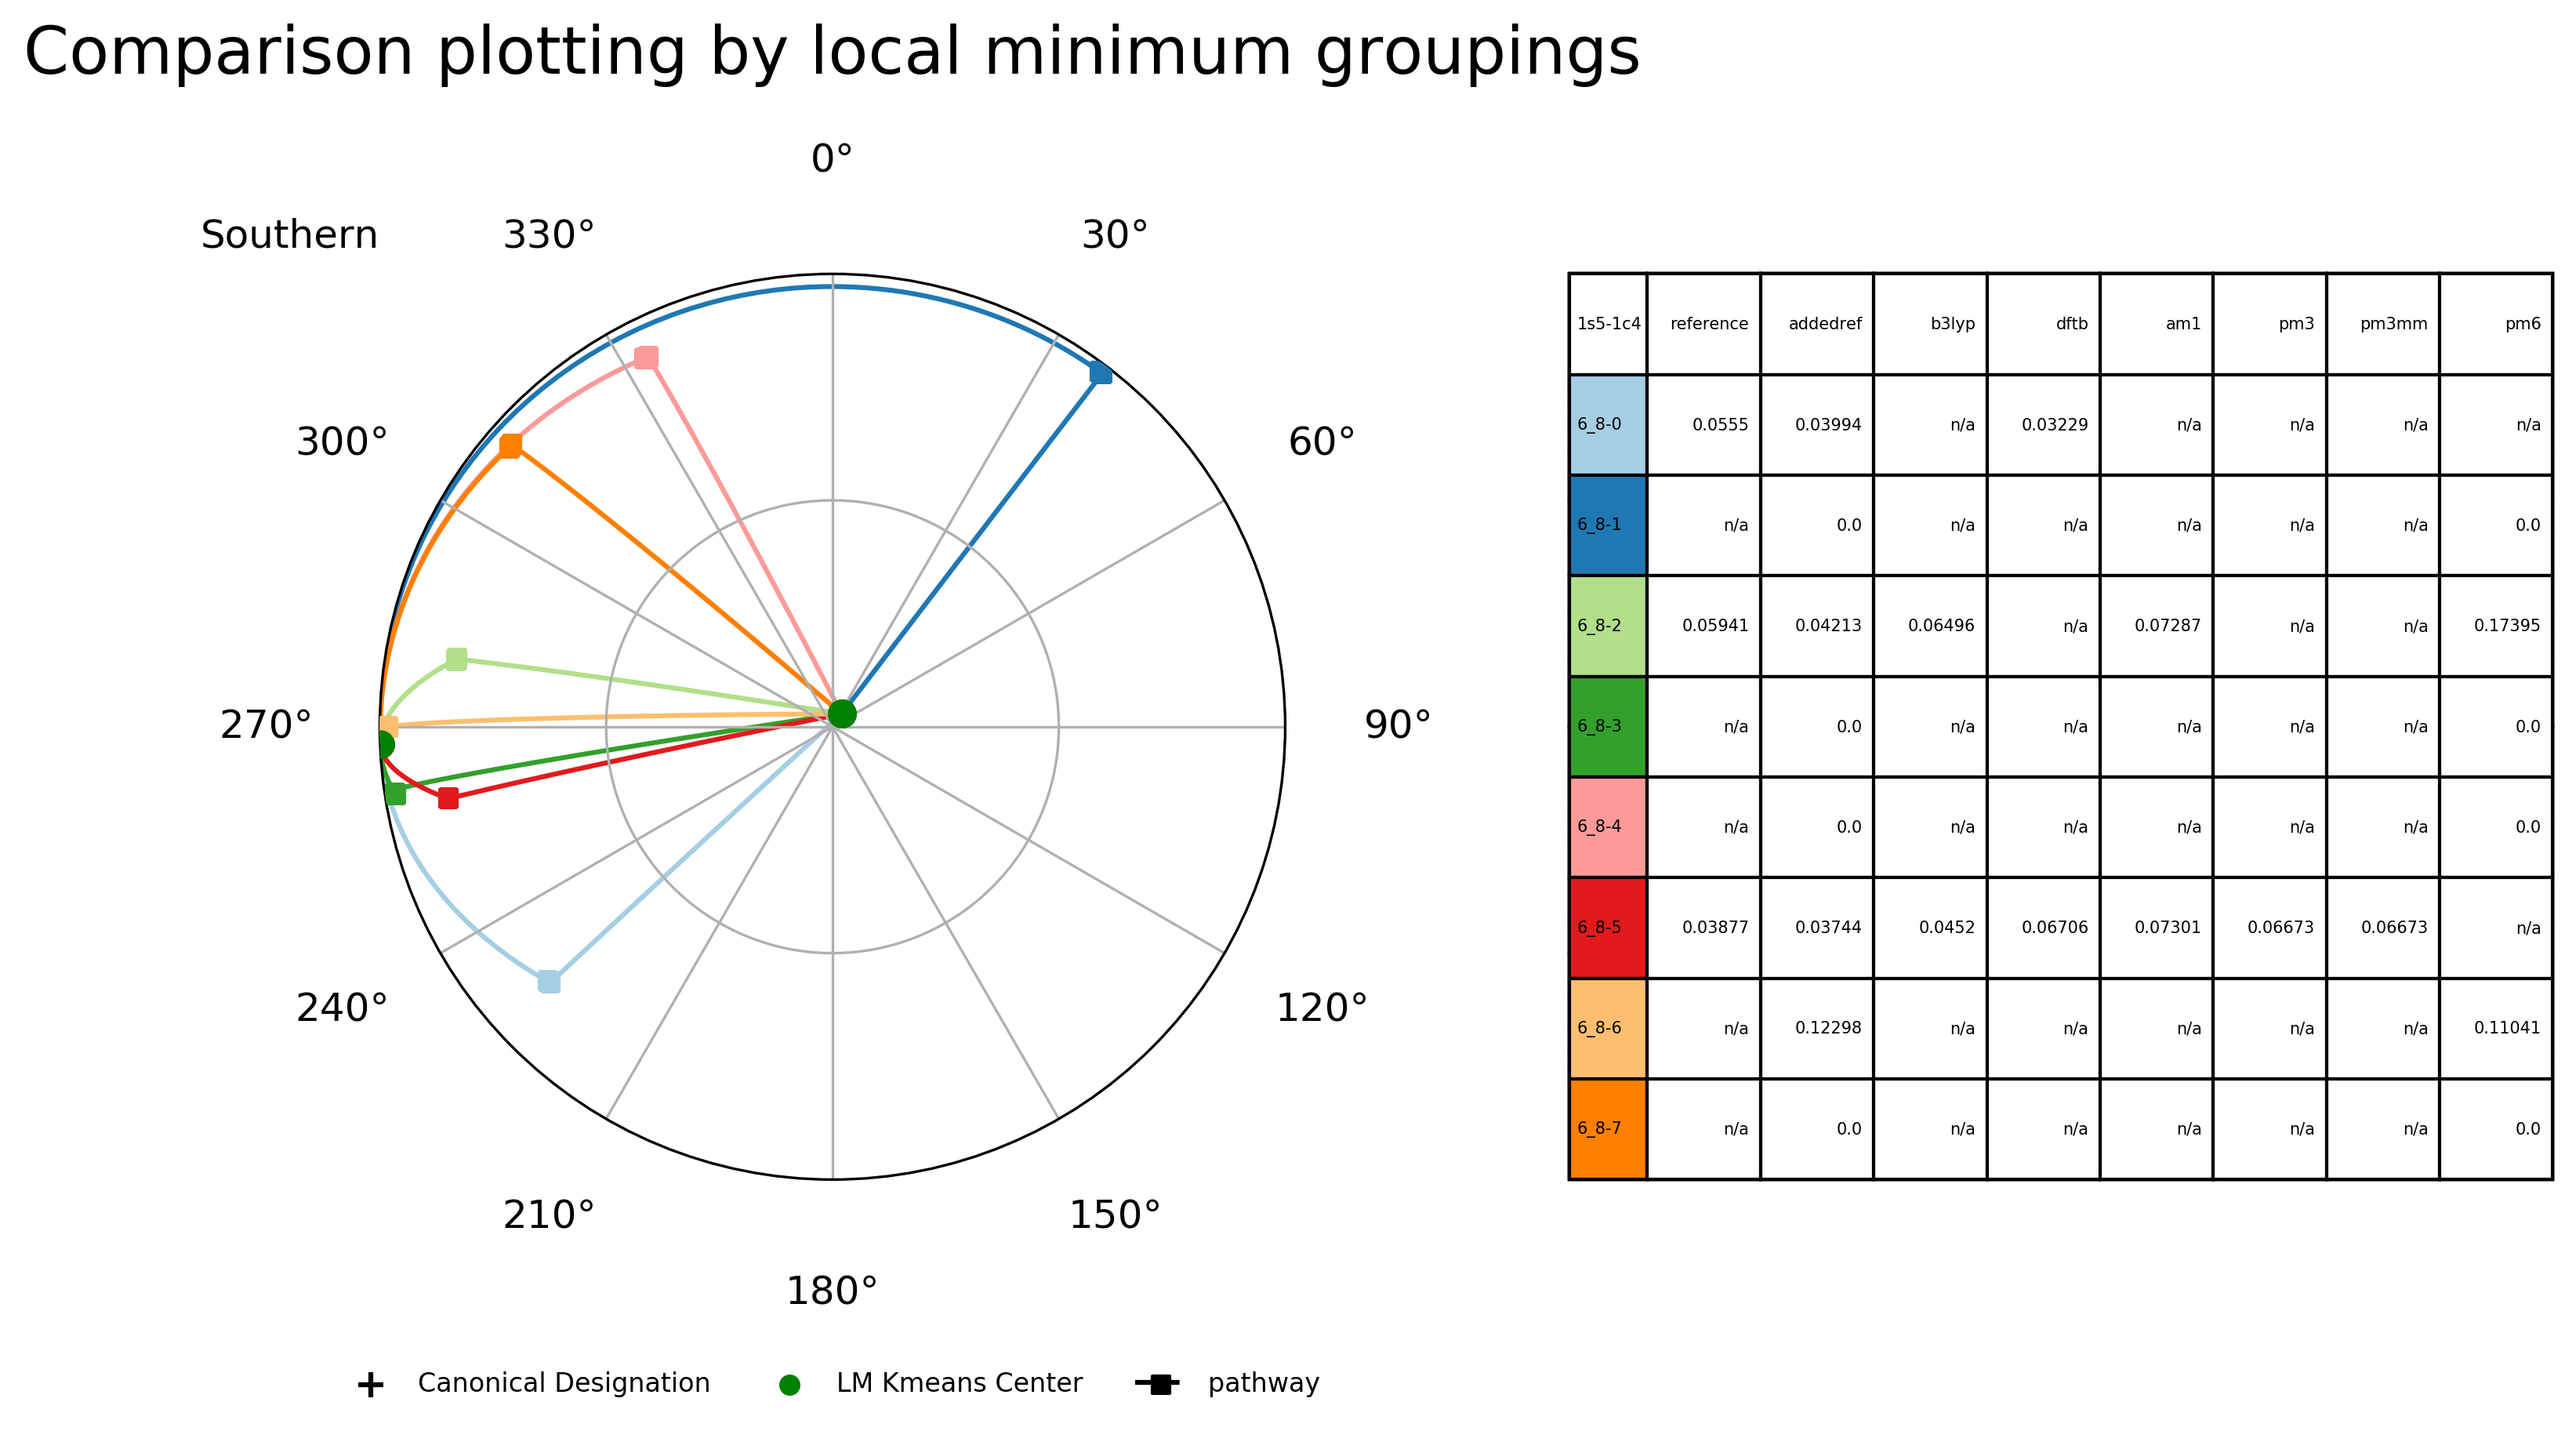 Comparison plotting by local minimum groupings
0°
Southern
330°
30°
300°
60°
270°
90°
240°
120°
210°
150°
180°
1s5-1c4 reference addedref b3lyp dftb am1 pm3 pm3mm pm6
6_8-0 0.0555 0.03994 n/a 0.03229 n/a n/a n/a n/a
6_8-1 n/a 0.0 n/a n/a n/a n/a n/a 0.0
6_8-2 0.05941 0.04213 0.06496 n/a 0.07287 n/a n/a 0.17395
6_8-3 n/a 0.0 n/a n/a n/a n/a n/a 0.0
6_8-4 n/a 0.0 n/a n/a n/a n/a n/a 0.0
6_8-5 0.03877 0.03744 0.0452 0.06706 0.07301 0.06673 0.06673 n/a
6_8-6 n/a 0.12298 n/a n/a n/a n/a n/a 0.11041
6_8-7 n/a 0.0 n/a n/a n/a n/a n/a 0.0
Canonical Designation
LM Kmeans Center
pathway